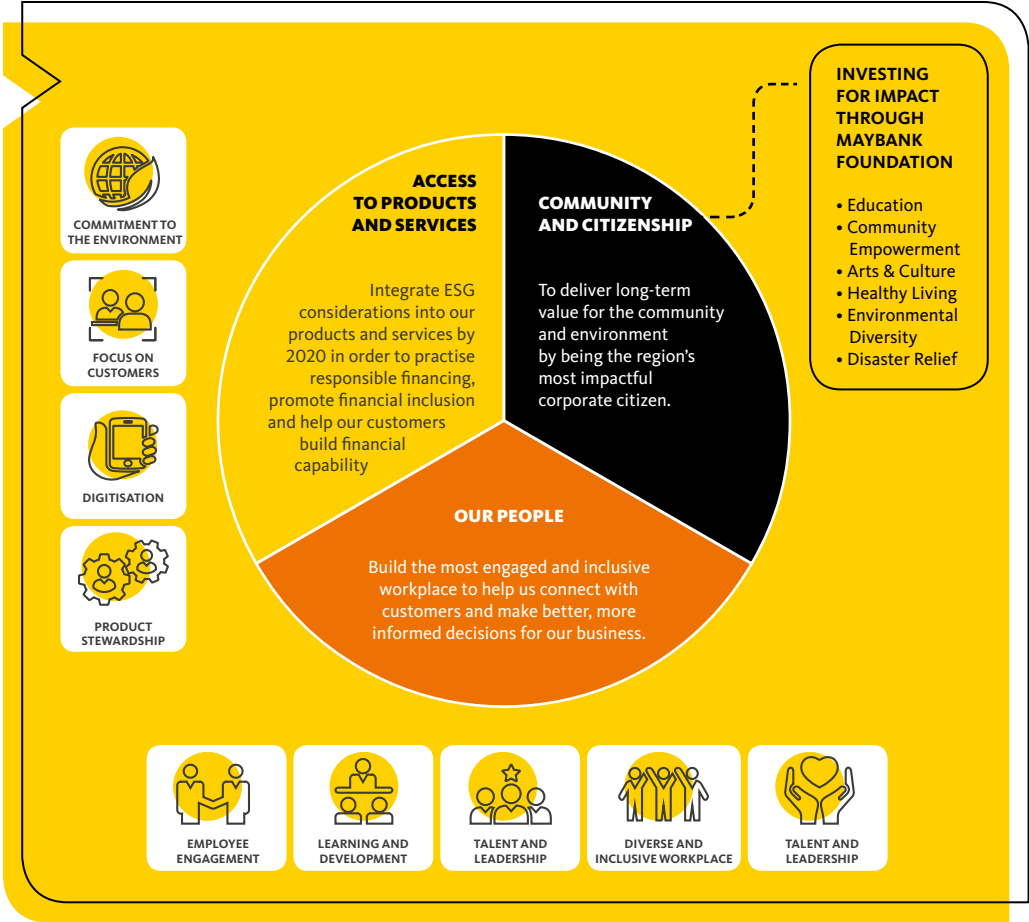 INVESTING
FOR IMPACT
THROUGH
MAYBANK
FOUNDATION
• Education
• Community
Empowerment
• Arts & Culture
• Healthy Living
• Environmental
Diversity
• Disaster Relief
COMMITMENT TO
THE ENVIRONMENT
FOCUS ON
CUSTOMERS
DIGITISATION
PRODUCT
STEWARDSHIP
ACCESS
TO PRODUCTS
AND SERVICES
Integrate ESG
considerations into our
products and services by
2020 in order to practise
responsible financing,
promote financial inclusion
and help our customers
build financial
capability
COMMUNITY
AND CITIZENSHIP
To deliver long-term
value for the community
and environment
by being the region's
most impactful
corporate citizen.
OUR PEOPLE
Build the most engaged and inclusive
workplace to help us connect with
customers and make better, more
informed decisions for our business.
EMPLOYEE
ENGAGEMENT
LEARNING AND
DEVELOPMENT
TALENT AND
LEADERSHIP
DIVERSE AND
INCLUSIVE WORKPLACE
TALENT AND
LEADERSHIP